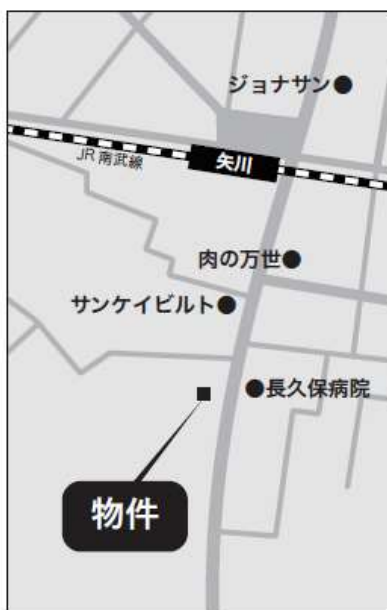 ジョナサン●
矢川
JR 南武線
肉の万世●
サンケイビルト●
●長久保病院
物件